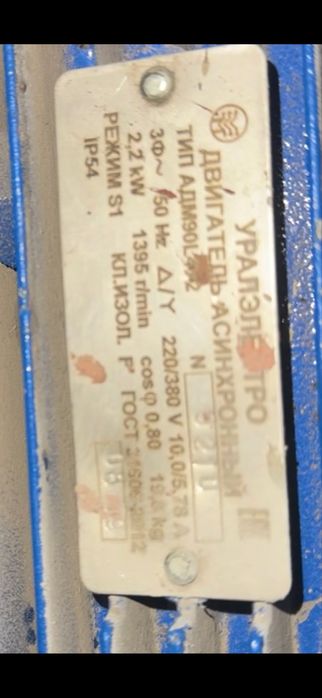 УРАЛЭЛЕКТРО
ДВИГАТЕЛЬ АСИНХРОННЫЙ
ТИП АДМ90L N
3Ф~ 50 Hz Δ/Y 220/380 V 10,0/5,78 A
2,2 kW 1395 r/min cosφ 0,80 kg
РЕЖИМ S1 КЛ.ИЗОЛ. F ГОСТ
IP54